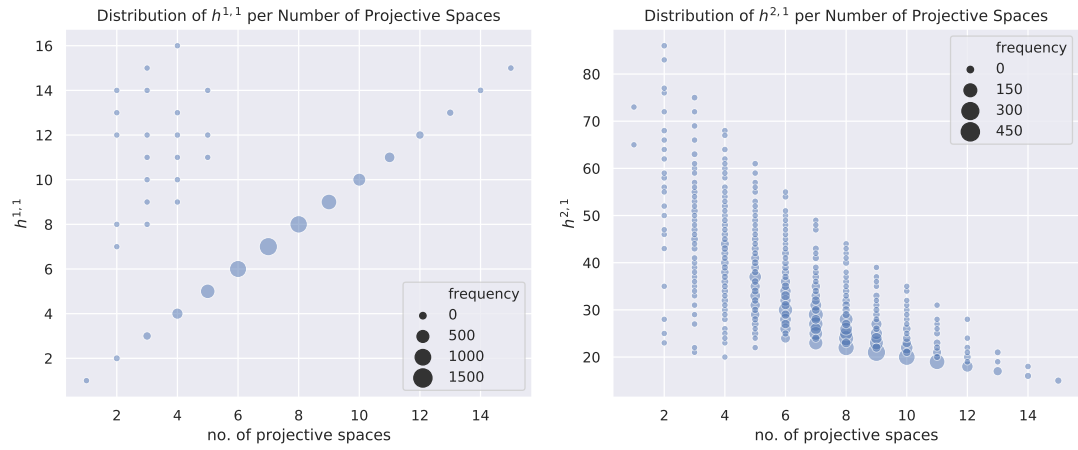 Distribution of h^{1,1} per Number of Projective Spaces
16
14
12
10
8
6
4
2
h^{1,1}
frequency
0
500
1000
1500
2 4 6 8 10 12 14
no. of projective spaces
Distribution of h^{2,1} per Number of Projective Spaces
80
70
60
50
40
30
20
h^{2,1}
frequency
0
150
300
450
2 4 6 8 10 12 14
no. of projective spaces